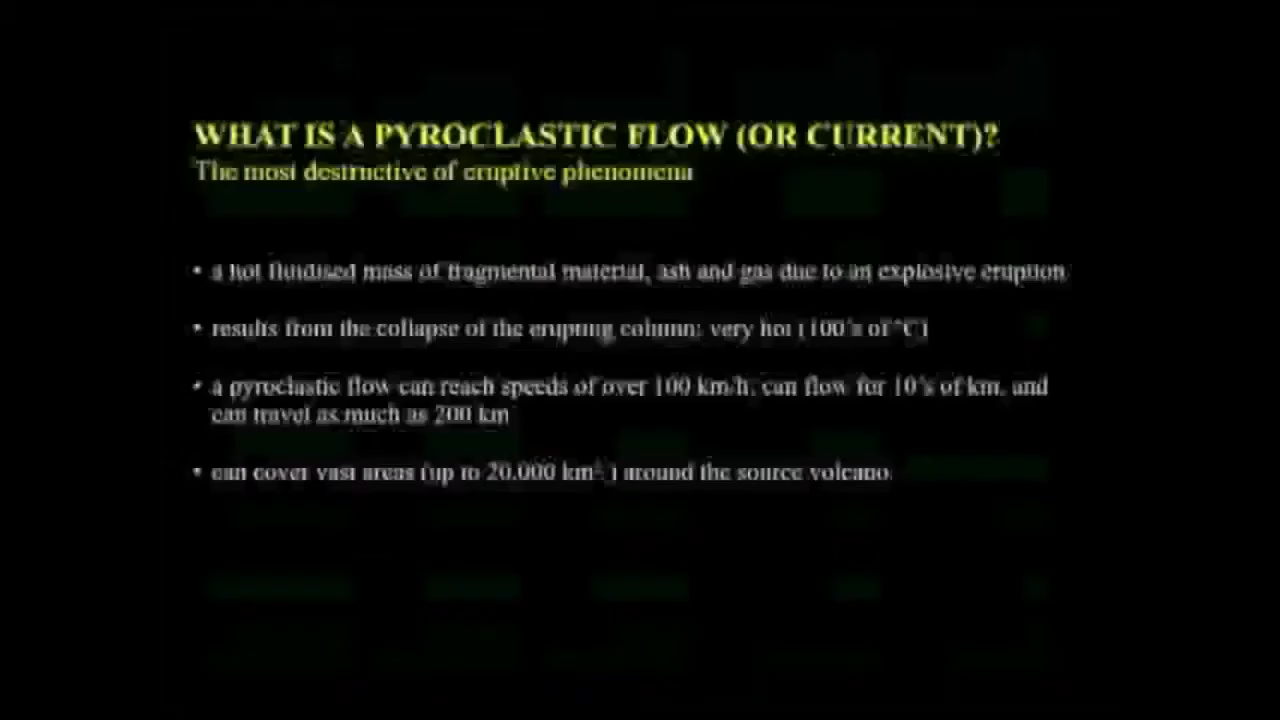 WHAT IS A PYROCLASTIC FLOW (OR CURRENT)?
The most destructive of eruptive phenomena
• a hot fluidised mass of fragmental material, ash and gas due to an explosive eruption
• results from the collapse of the erupting column; very hot (100's of °C)
• a pyroclastic flow can reach speeds of over 100 km/h, can flow for 10's of km, and
can travel as much as 200 km
• can cover vast areas (up to 20,000 km²) around the source volcano.